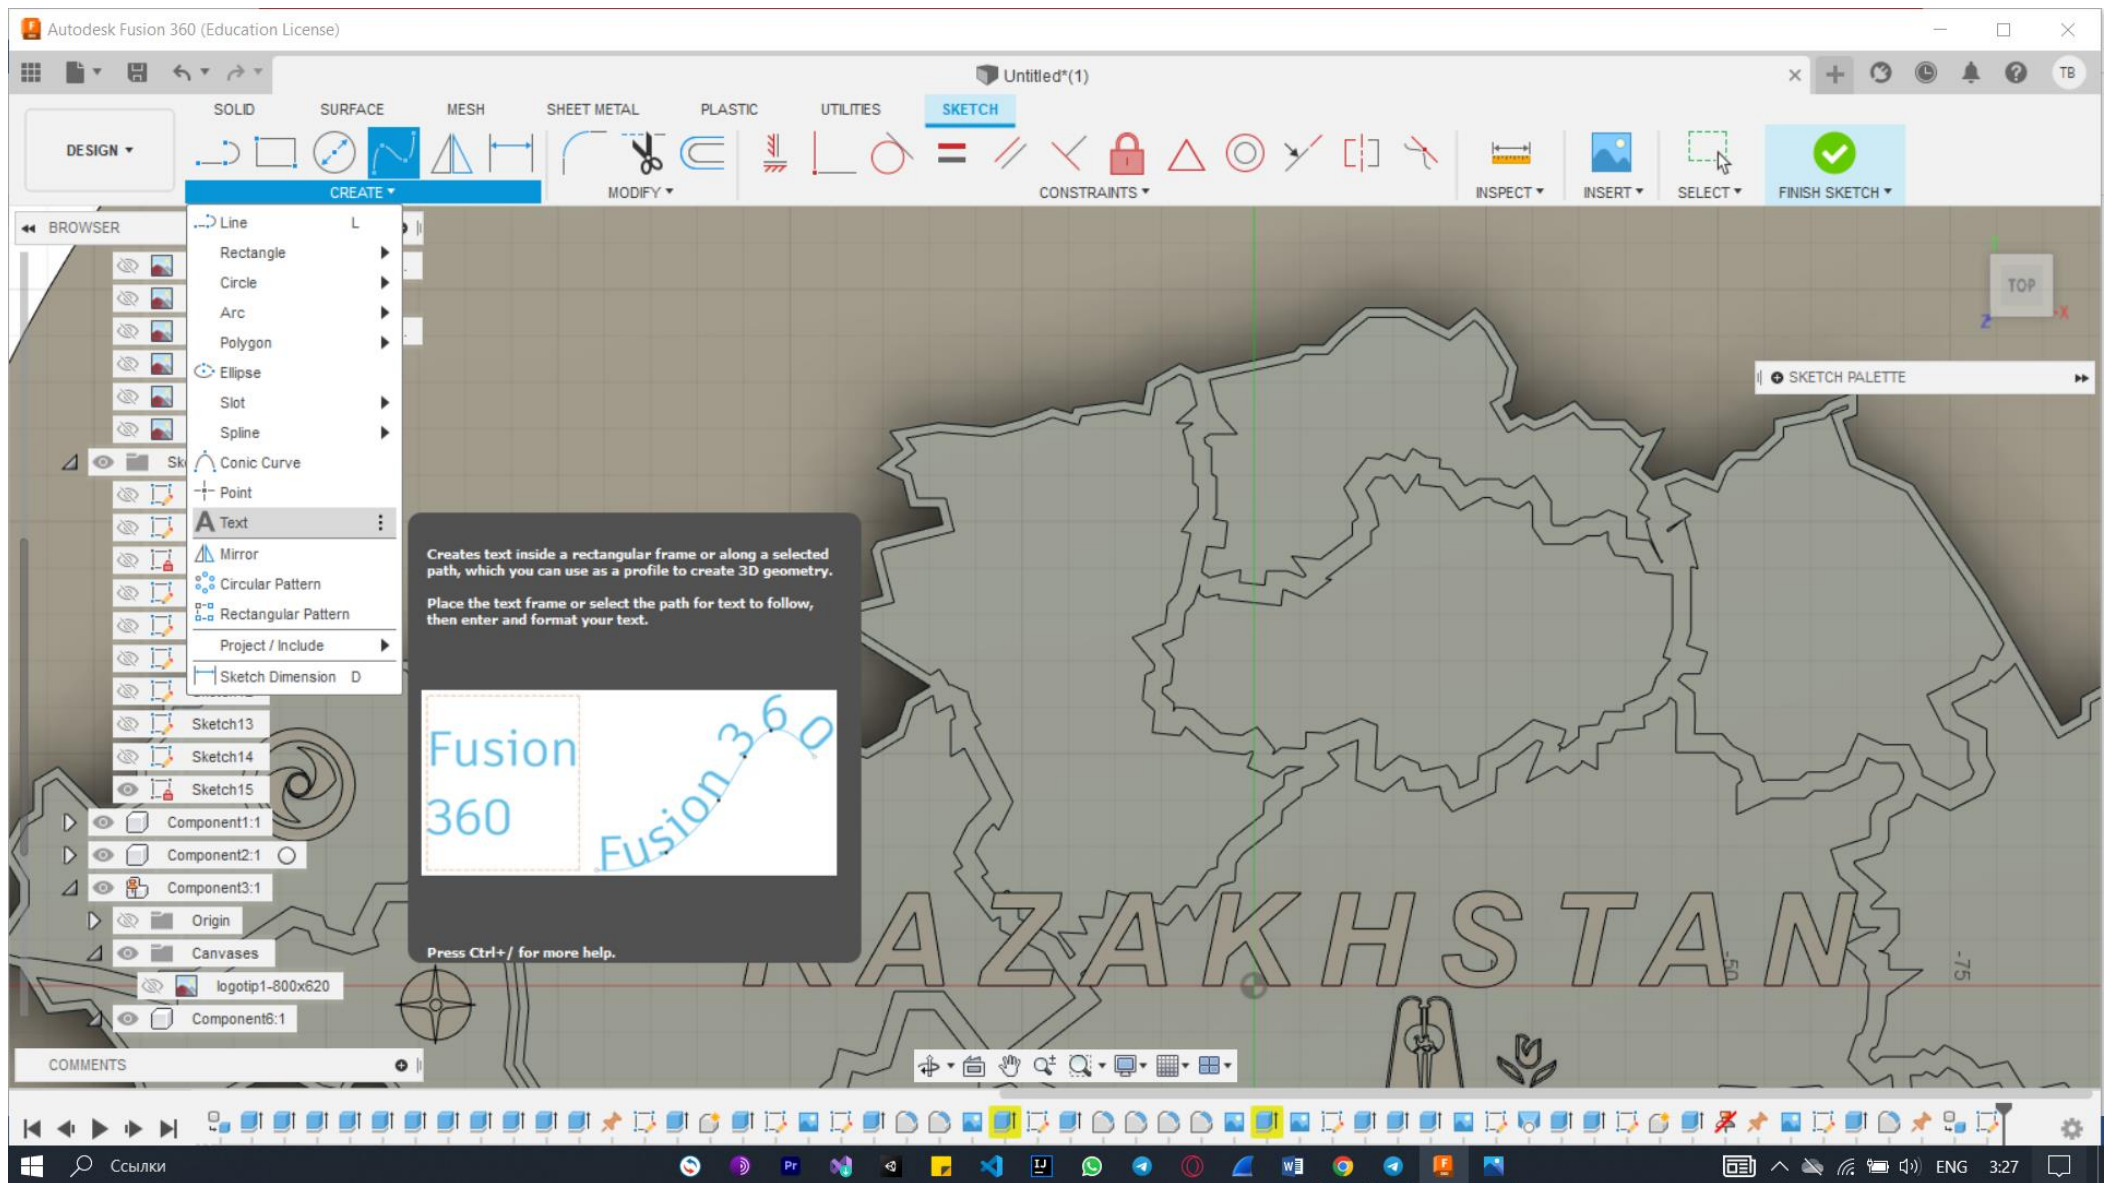 Autodesk Fusion 360 (Education License)
Untitled*(1)
TB
SOLID SURFACE MESH SHEET METAL PLASTIC UTILITIES SKETCH
DESIGN
CREATE MODIFY CONSTRAINTS INSPECT INSERT SELECT FINISH SKETCH
BROWSER
Line L
Rectangle
Circle
Arc
Polygon
Ellipse
Slot
Spline
Conic Curve
Point
Text
Mirror
Circular Pattern
Rectangular Pattern
Project / Include
Sketch Dimension D
Sketch13
Sketch14
Sketch15
Component1:1
Component2:1
Component3:1
Origin
Canvases
logotip1-800x620
Component6:1
COMMENTS
Creates text inside a rectangular frame or along a selected
path, which you can use as a profile to create 3D geometry.
Place the text frame or select the path for text to follow,
then enter and format your text.
Fusion
360
Fusion 360
Press Ctrl+/ for more help.
TOP
X
Z
SKETCH PALETTE
AZAKHSTAN
-50
-75
Ссылки
Pr
IJ
ENG
3:27